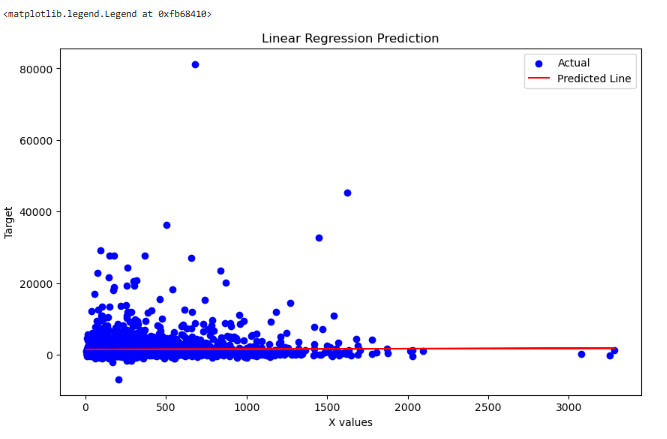 <matplotlib.legend.Legend at 0xfb68410>
Linear Regression Prediction
Actual
Predicted Line
80000
60000
40000
20000
0
Target
0 500 1000 1500 2000 2500 3000
X values